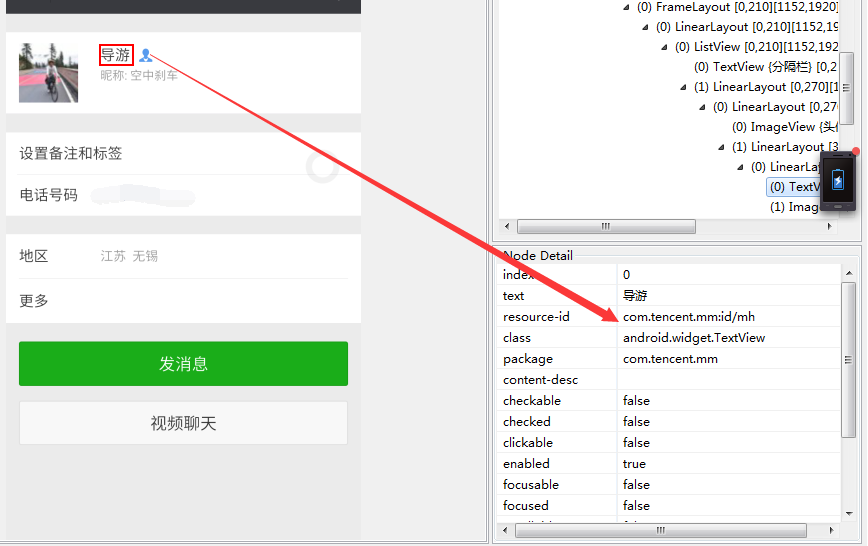 导游
昵称: 空中刹车
设置备注和标签
电话号码
地区 江苏 无锡
更多
发消息
视频聊天
(0) FrameLayout [0,210][1152,1920]
(0) LinearLayout [0,210][1152,19
(0) ListView [0,210][1152,192
(0) TextView {分隔栏} [0,2
(1) LinearLayout [0,270][1
(0) LinearLayout [0,27
(0) ImageView {头
(1) LinearLayout [3
(0) LinearLay
(0) TextV
(1) Imag
Node Detail
index 0
text 导游
resource-id com.tencent.mm:id/mh
class android.widget.TextView
package com.tencent.mm
content-desc
checkable false
checked false
clickable false
enabled true
focusable false
focused false